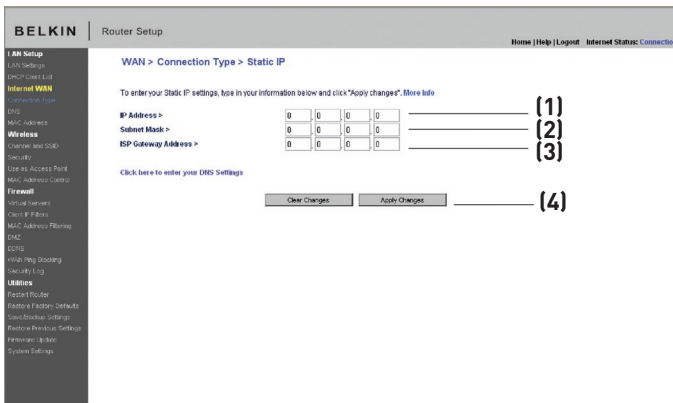 BELKIN
Router Setup
Home | Help | Logout Internet Status: Connectio
LAN Setup
LAN Settings
DHCP Client List
Internet WAN
Connection Type
DNS
MAC Address
Wireless
Channel and SSID
Security
Use as Access Point
MAC Address Control
Firewall
Virtual Servers
Client IP Filters
MAC Address Filtering
DMZ
DDNS
WAN Ping Blocking
Security Log
Utilities
Restart Router
Restore Factory Defaults
Save/Backup Settings
Restore Previous Settings
Firmware Update
System Settings
WAN > Connection Type > Static IP
To enter your Static IP settings, type in your information below and click "Apply changes". More Info
IP Address > 0 . 0 . 0 . 0 (1)
Subnet Mask > 0 . 0 . 0 . 0 (2)
ISP Gateway Address > 0 . 0 . 0 . 0 (3)
Click here to enter your DNS Settings
Clear Changes Apply Changes (4)